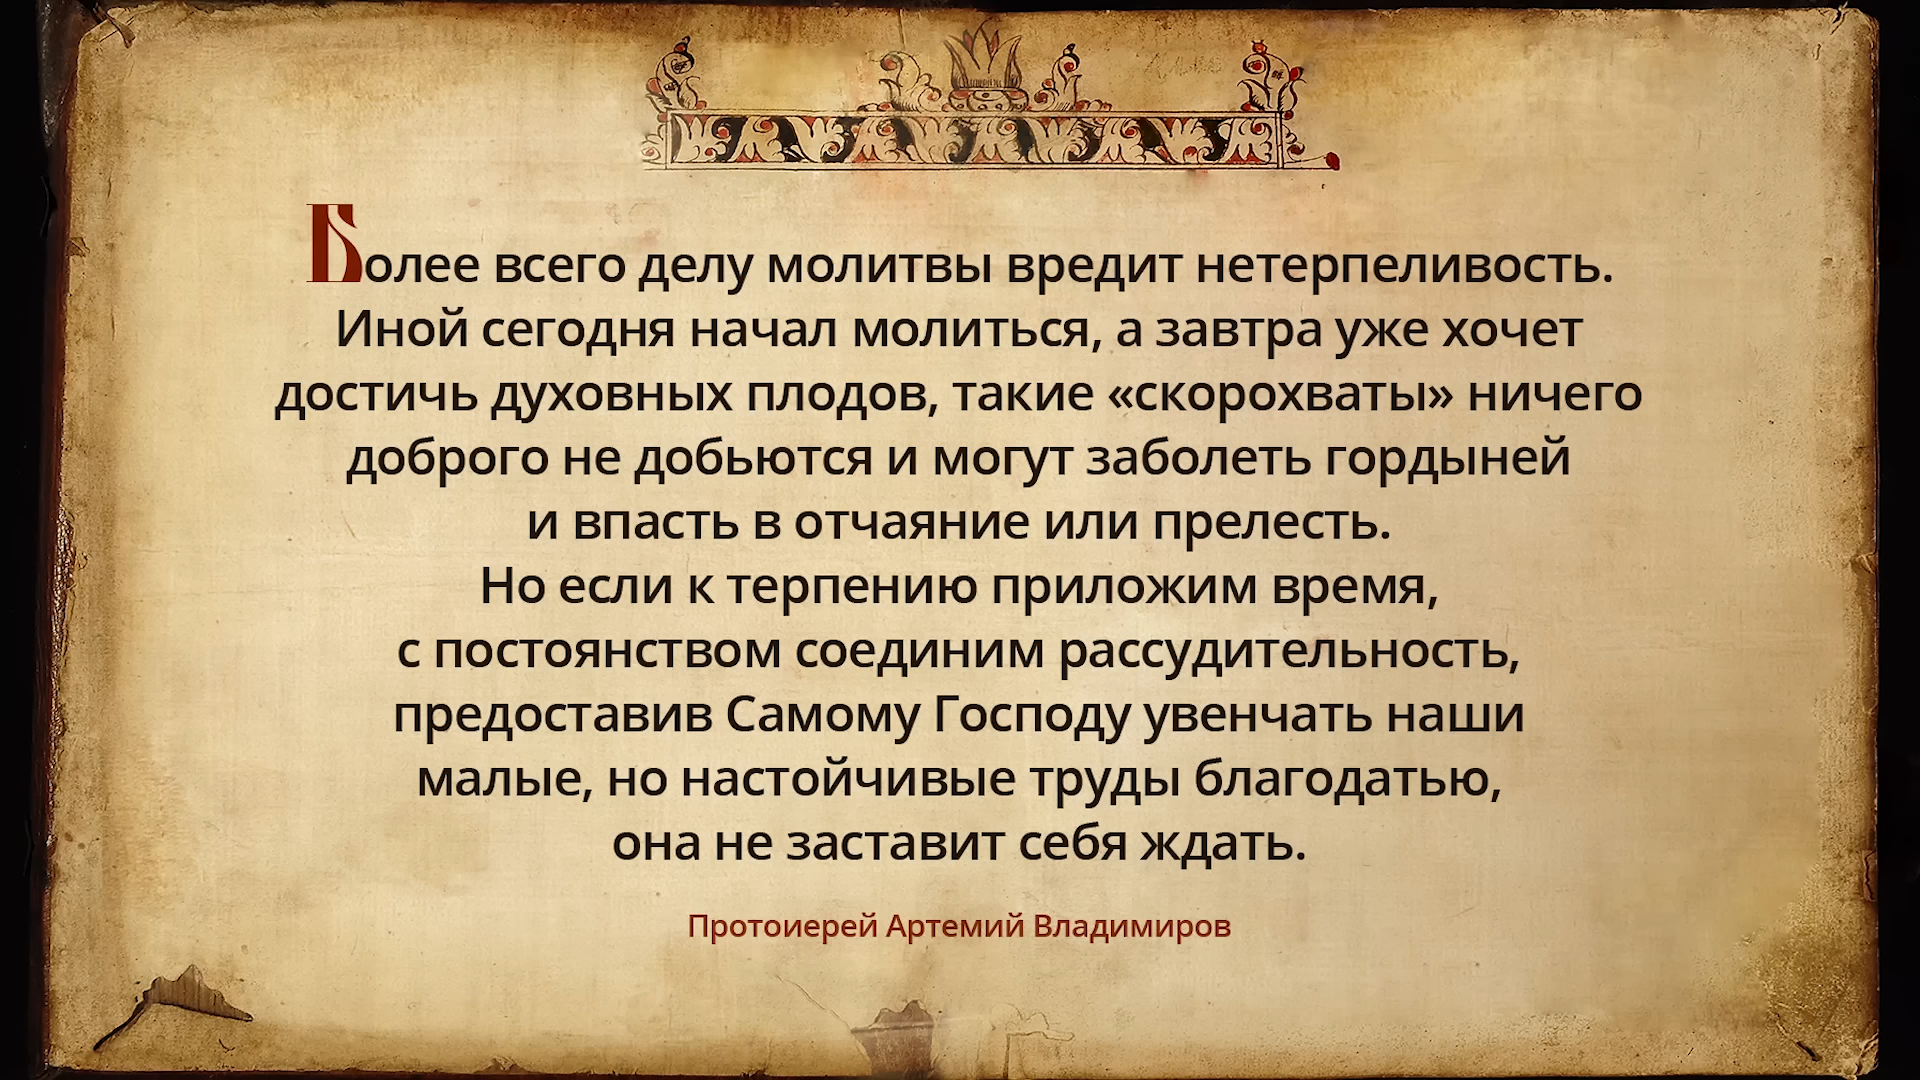 Более всего делу молитвы вредит нетерпеливость.
Иной сегодня начал молиться, а завтра уже хочет
достичь духовных плодов, такие «скорохваты» ничего
доброго не добьются и могут заболеть гордыней
и впасть в отчаяние или прелесть.
Но если к терпению приложим время,
с постоянством соединим рассудительность,
предоставив Самому Господу увенчать наши
малые, но настойчивые труды благодатью,
она не заставит себя ждать.
Протоиерей Артемий Владимиров